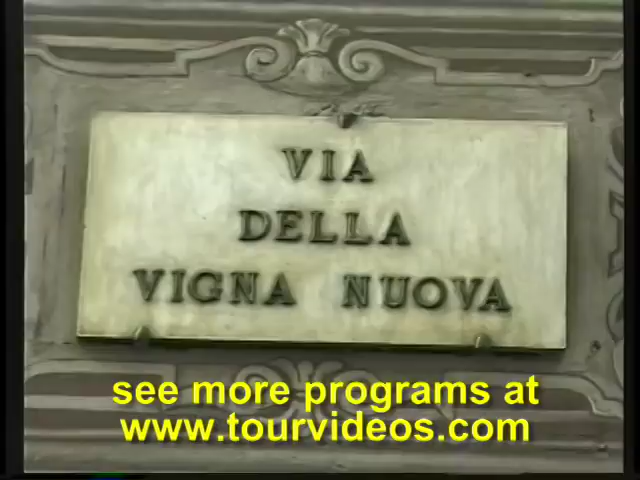 VIA
DELLA
VIGNA NUOVA
see more programs at
www.tourvideos.com